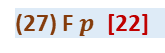 (27) F p [22]